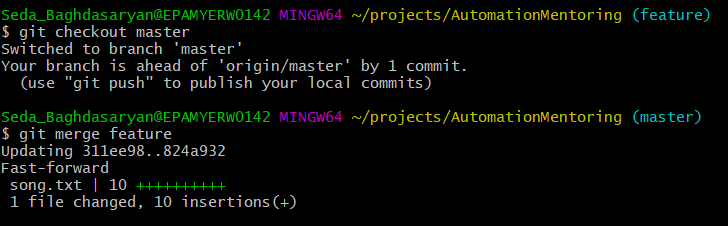 Seda_Baghdasaryan@EPAMYERW0142 MINGW64 ~/projects/AutomationMentoring (feature)
$ git checkout master
Switched to branch 'master'
Your branch is ahead of 'origin/master' by 1 commit.
  (use "git push" to publish your local commits)

Seda_Baghdasaryan@EPAMYERW0142 MINGW64 ~/projects/AutomationMentoring (master)
$ git merge feature
Updating 311ee98..824a932
Fast-forward
 song.txt | 10 ++++++++++
 1 file changed, 10 insertions(+)